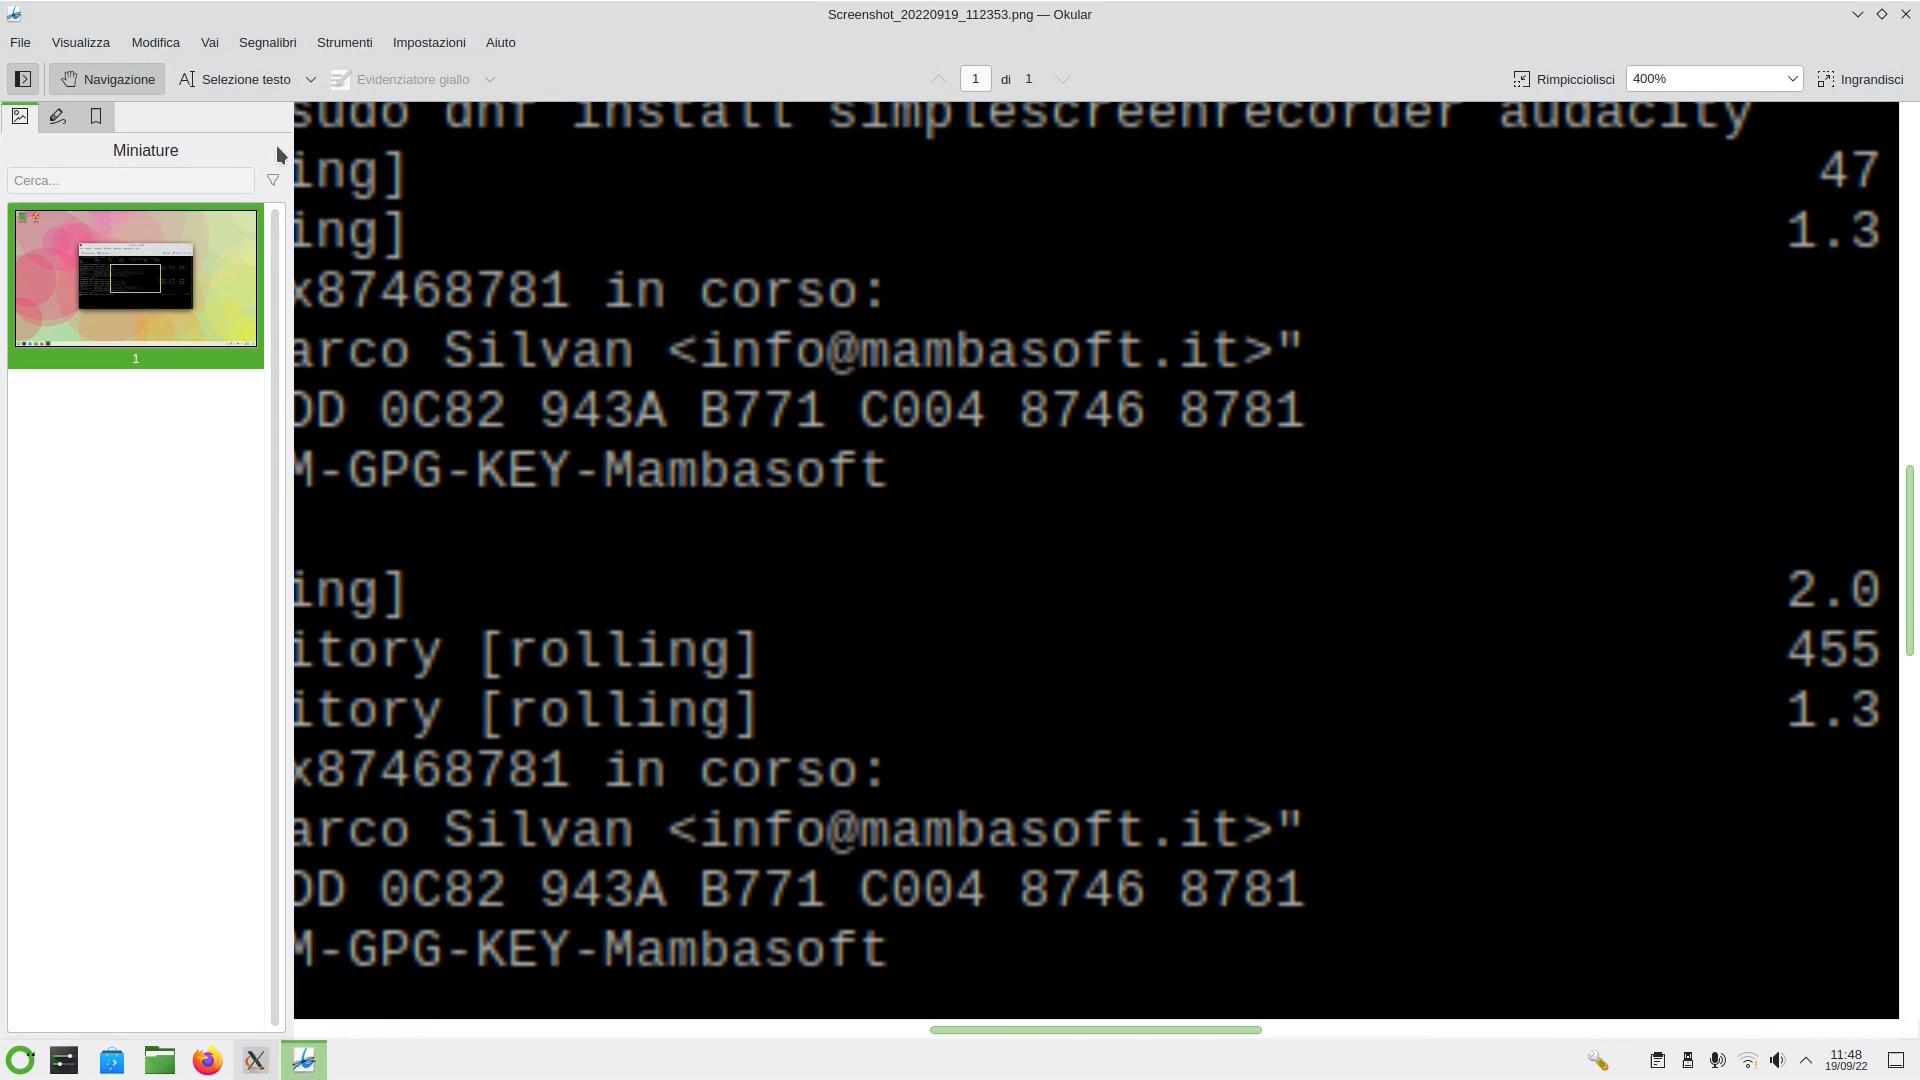 Screenshot_20220919_112353.png — Okular
File Visualizza Modifica Vai Segnalibri Strumenti Impostazioni Aiuto
Navigazione Selezione testo Evidenziatore giallo 1 di 1 Rimpicciolisci 400% Ingrandisci
Miniature
Cerca...
1
sudo dnf install simplescreenrecorder audacity
ing] 47
ing] 1.3
x87468781 in corso:
arco Silvan <info@mambasoft.it>"
DD 0C82 943A B771 C004 8746 8781
M-GPG-KEY-Mambasoft
ing] 2.0
itory [rolling] 455
itory [rolling] 1.3
x87468781 in corso:
arco Silvan <info@mambasoft.it>"
DD 0C82 943A B771 C004 8746 8781
M-GPG-KEY-Mambasoft
11:48
19/09/22